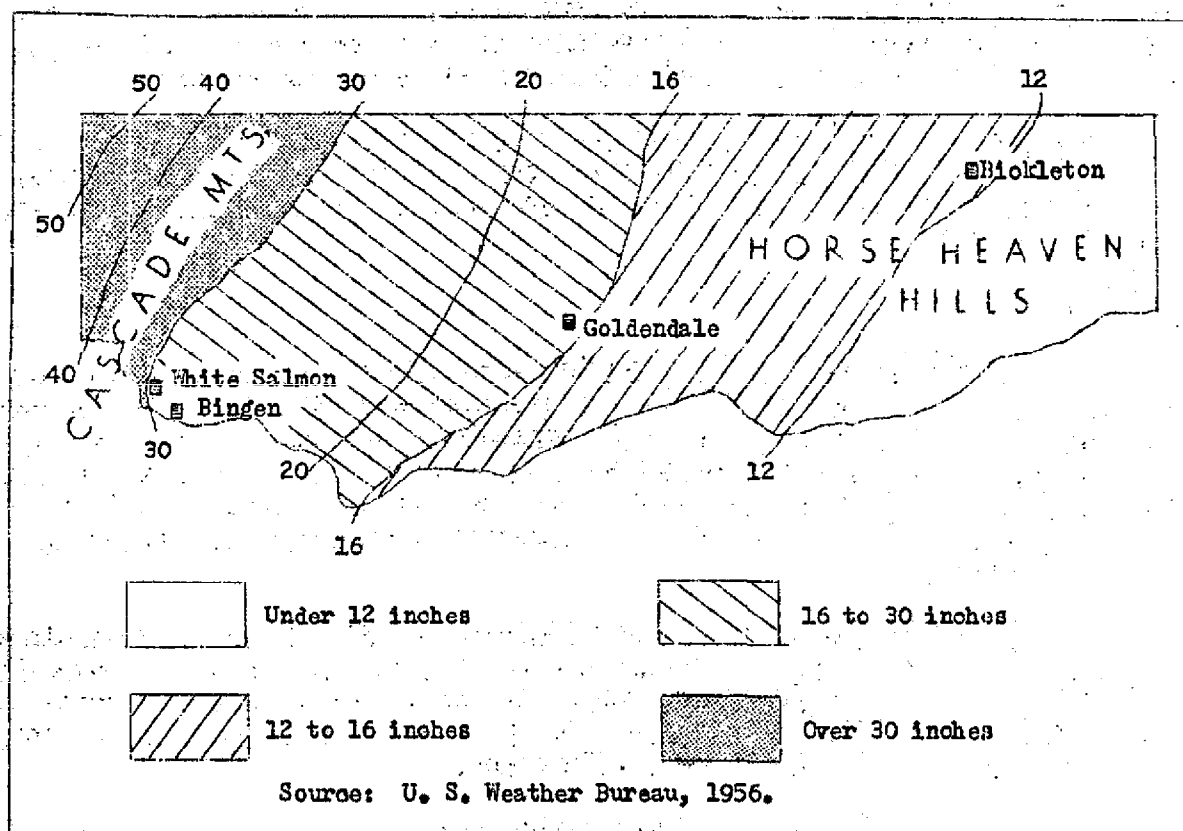 50 40 30 20 16 12
Bickleton
50
CASCADE MTS.
HORSE HEAVEN
HILLS
Goldendale
40
White Salmon
Bingen
30
20
12
16
Under 12 inches
16 to 30 inches
12 to 16 inches
Over 30 inches
Source: U. S. Weather Bureau, 1956.